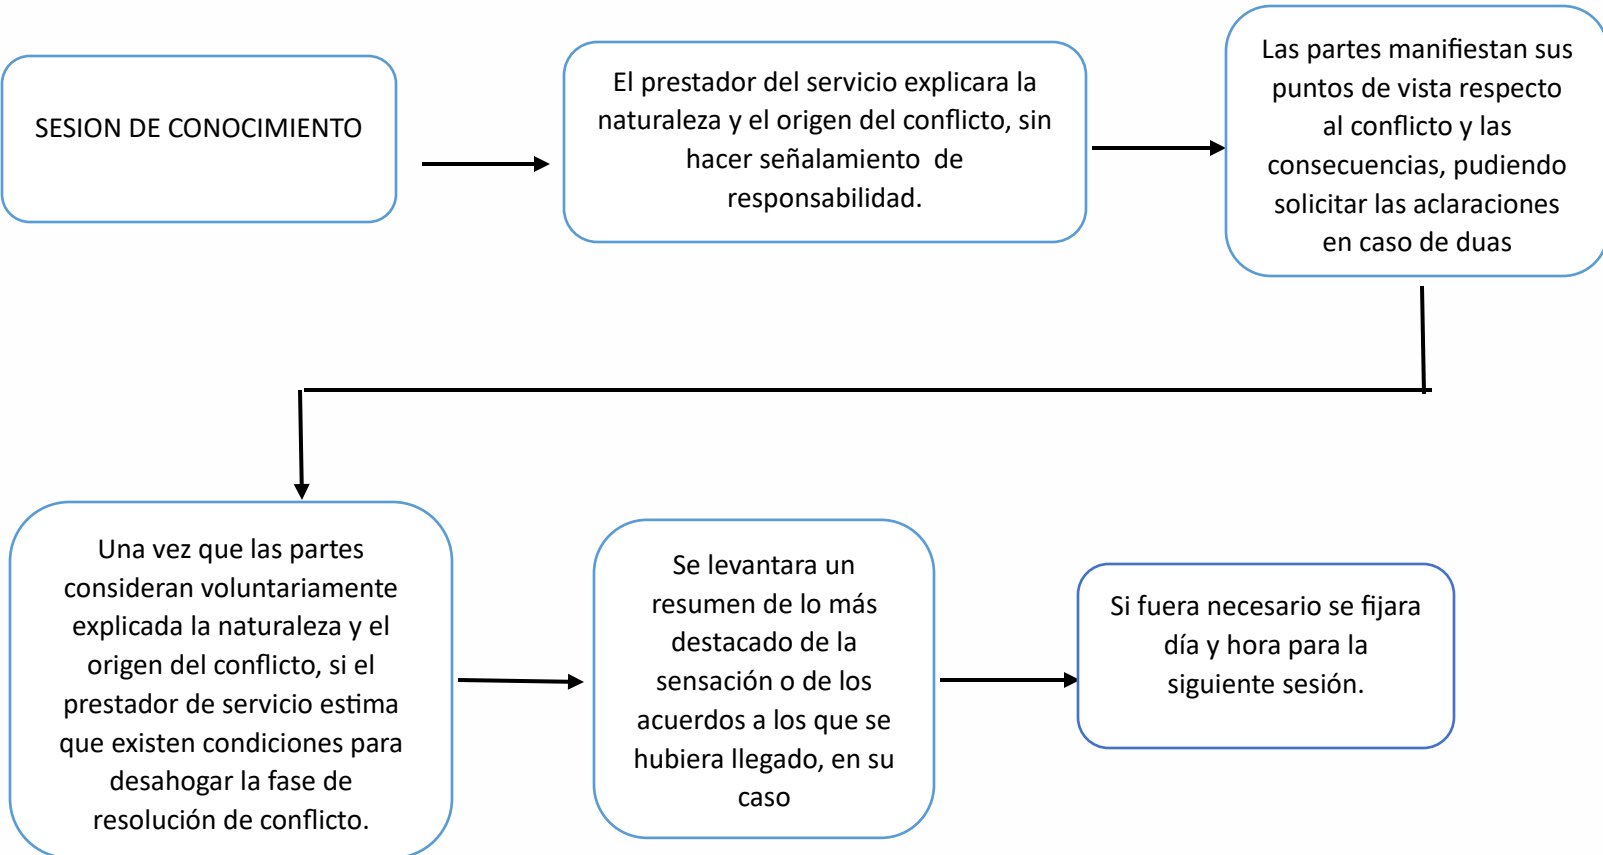 SESION DE CONOCIMIENTO
El prestador del servicio explicara la
naturaleza y el origen del conflicto, sin
hacer señalamiento de
responsabilidad.
Las partes manifiestan sus
puntos de vista respecto
al conflicto y las
consecuencias, pudiendo
solicitar las aclaraciones
en caso de duas
Una vez que las partes
consideran voluntariamente
explicada la naturaleza y el
origen del conflicto, si el
prestador de servicio estima
que existen condiciones para
desahogar la fase de
resolución de conflicto.
Se levantara un
resumen de lo más
destacado de la
sensación o de los
acuerdos a los que se
hubiera llegado, en su
caso
Si fuera necesario se fijara
día y hora para la
siguiente sesión.